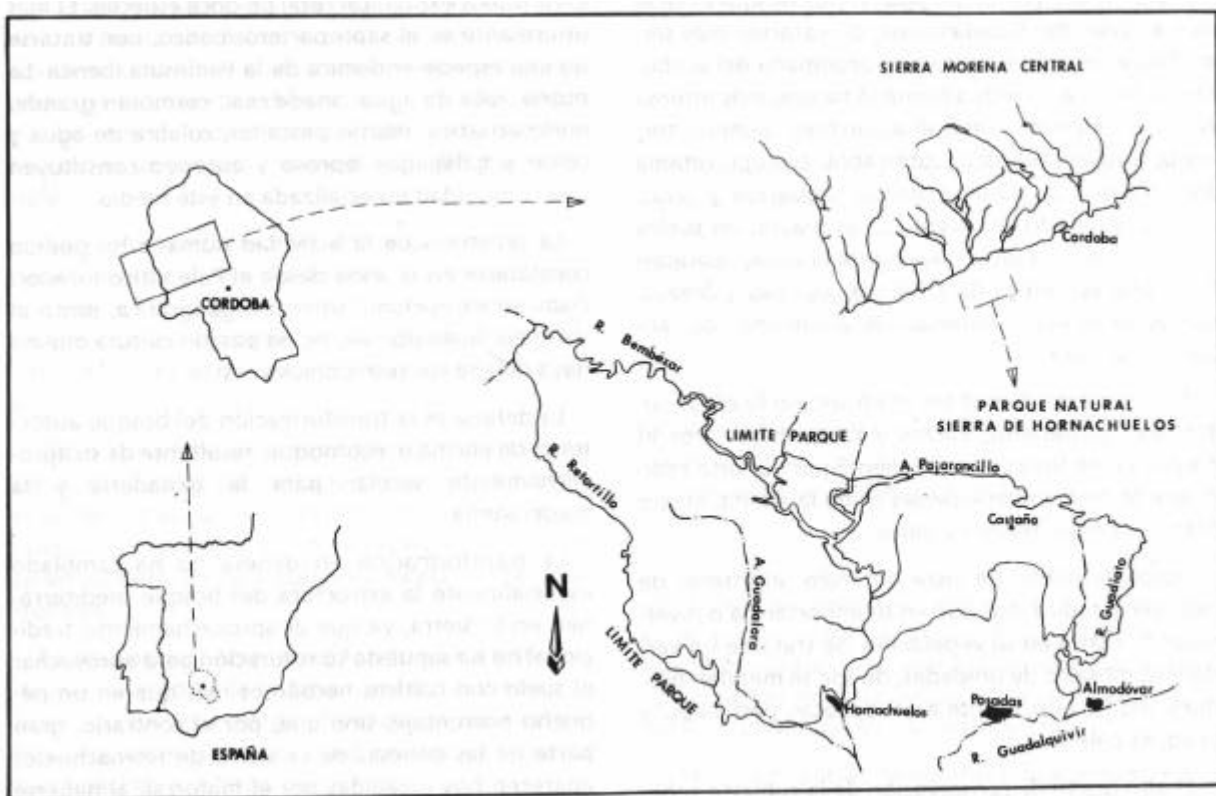 SIERRA MORENA CENTRAL
Cordoba
CORDOBA
R. Bembézar
PARQUE NATURAL
SIERRA DE HORNACHUELOS
LIMITE PARQUE
A. Pajaroncillo
R. Retortillo
Castaño
A. Guadalora
R. Guadiato
N
LIMITE PARQUE
Hornachuelos
Posadas
Almodóvar
R. Guadalquivir
ESPAÑA